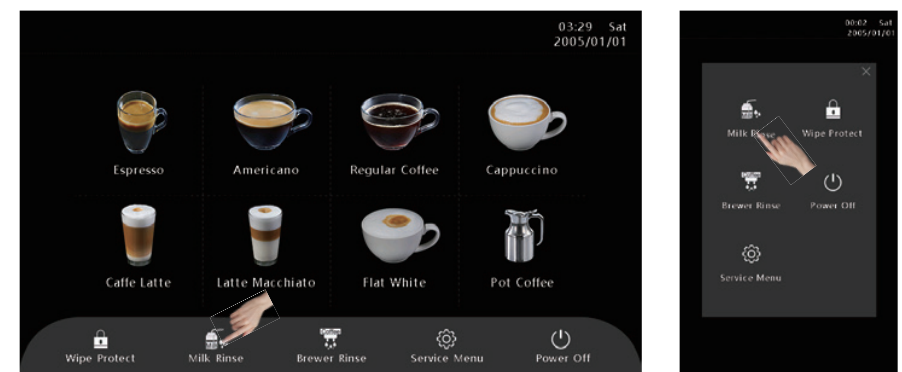 03:29 Sat
2005/01/01
Espresso
Americano
Regular Coffee
Cappuccino
Caffe Latte
Latte Macchiato
Flat White
Pot Coffee
Wipe Protect
Milk Rinse
Brewer Rinse
Service Menu
Power Off
00:02 Sat
2005/01/01
Milk Rinse
Wipe Protect
Brewer Rinse
Power Off
Service Menu